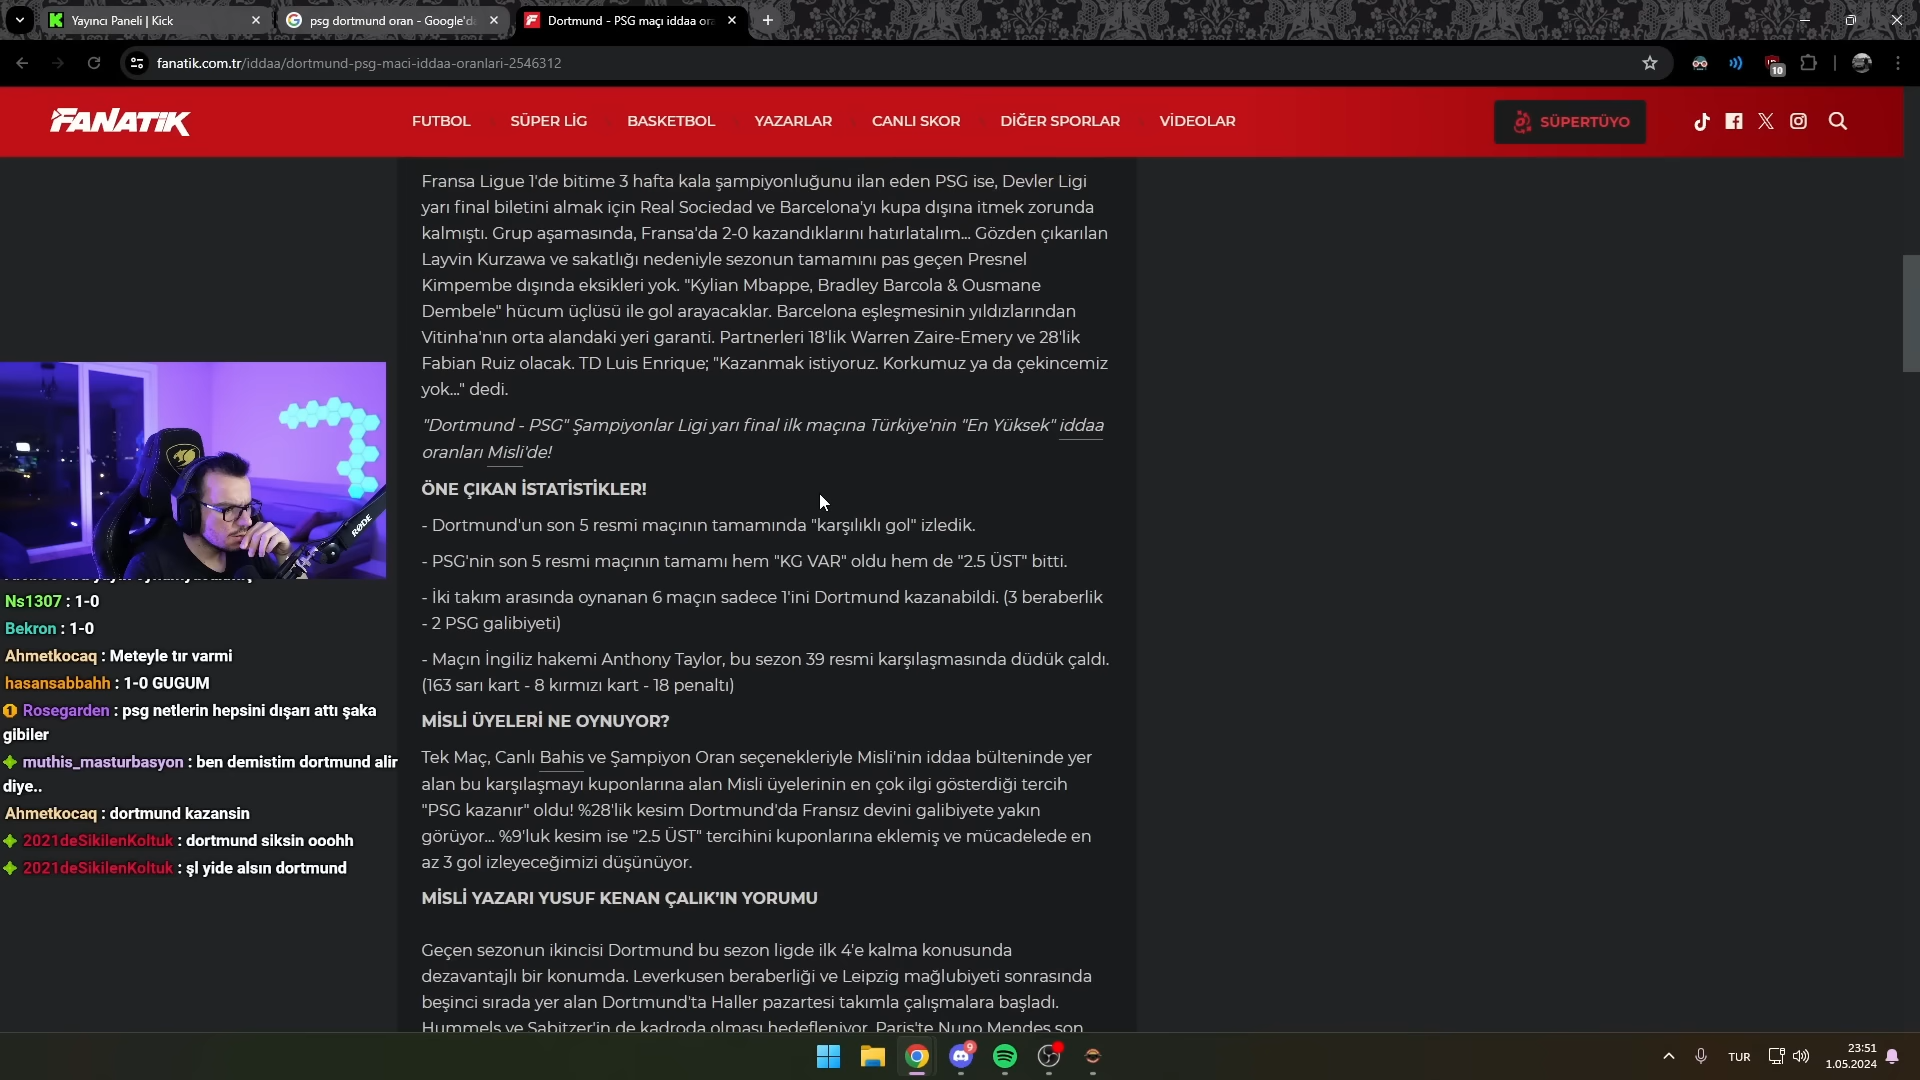 Yayıncı Paneli | Kick
psg dortmund oran - Google'da
Dortmund - PSG maçı iddaa ora
fanatik.com.tr/iddaa/dortmund-psg-maci-iddaa-oranlari-2546312
10
FANATİK
FUTBOL
SÜPER LİG
BASKETBOL
YAZARLAR
CANLI SKOR
DİĞER SPORLAR
VİDEOLAR
SÜPERTÜYO
Fransa Ligue 1'de bitime 3 hafta kala şampiyonluğunu ilan eden PSG ise, Devler Ligi
yarı final biletini almak için Real Sociedad ve Barcelona'yı kupa dışına itmek zorunda
kalmıştı. Grup aşamasında, Fransa'da 2-0 kazandıklarını hatırlatalım... Gözden çıkarılan
Layvin Kurzawa ve sakatlığı nedeniyle sezonun tamamını pas geçen Presnel
Kimpembe dışında eksikleri yok. "Kylian Mbappe, Bradley Barcola & Ousmane
Dembele" hücum üçlüsü ile gol arayacaklar. Barcelona eşleşmesinin yıldızlarından
Vitinha'nın orta alandaki yeri garanti. Partnerleri 18'lik Warren Zaire-Emery ve 28'lik
Fabian Ruiz olacak. TD Luis Enrique; "Kazanmak istiyoruz. Korkumuz ya da çekincemiz
yok..." dedi.
"Dortmund - PSG" Şampiyonlar Ligi yarı final ilk maçına Türkiye'nin "En Yüksek" iddaa
oranları Misli'de!
ÖNE ÇIKAN İSTATİSTİKLER!
- Dortmund'un son 5 resmi maçının tamamında "karşılıklı gol" izledik.
- PSG'nin son 5 resmi maçının tamamı hem "KG VAR" oldu hem de "2.5 ÜST" bitti.
- İki takım arasında oynanan 6 maçın sadece 1'ini Dortmund kazanabildi. (3 beraberlik
- 2 PSG galibiyeti)
- Maçın İngiliz hakemi Anthony Taylor, bu sezon 39 resmi karşılaşmasında düdük çaldı.
(163 sarı kart - 8 kırmızı kart - 18 penaltı)
MİSLİ ÜYELERİ NE OYNUYOR?
Tek Maç, Canlı Bahis ve Şampiyon Oran seçenekleriyle Misli'nin iddaa bülteninde yer
alan bu karşılaşmayı kuponlarına alan Misli üyelerinin en çok ilgi gösterdiği tercih
"PSG kazanır" oldu! %28'lik kesim Dortmund'da Fransız devini galibiyete yakın
görüyor... %9'luk kesim ise "2.5 ÜST" tercihini kuponlarına eklemiş ve mücadelede en
az 3 gol izleyeceğimizi düşünüyor.
MİSLİ YAZARI YUSUF KENAN ÇALIK'IN YORUMU
Geçen sezonun ikincisi Dortmund bu sezon ligde ilk 4'e kalma konusunda
dezavantajlı bir konumda. Leverkusen beraberliği ve Leipzig mağlubiyeti sonrasında
beşinci sırada yer alan Dortmund'ta Haller pazartesi takımla çalışmalara başladı.
Hummels ve Sabitzer'in de kadroda olması hedefleniyor. Paris'te Nuno Mendes son
RØDE
Ns1307 : 1-0
Bekron : 1-0
Ahmetkocaq : Meteyle tır varmi
hasansabbahh : 1-0 GUGUM
Rosegarden : psg netlerin hepsini dışarı attı şaka
gibiler
muthis_masturbasyon : ben demistim dortmund alir
diye..
Ahmetkocaq : dortmund kazansin
2021deSikilenKoltuk : dortmund siksin ooohh
2021deSikilenKoltuk : şl yide alsın dortmund
9
TUR
23:51
1.05.2024